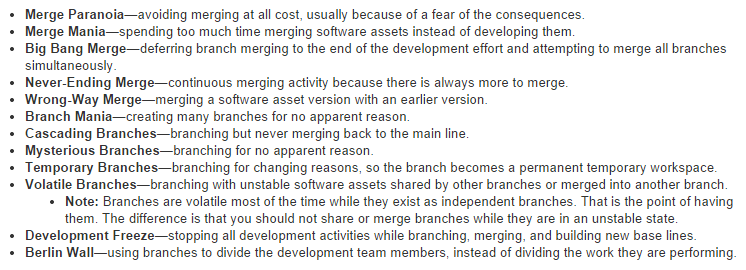 Merge Paranoia—avoiding merging at all cost, usually because of a fear of the consequences.
Merge Mania—spending too much time merging software assets instead of developing them.
Big Bang Merge—deferring branch merging to the end of the development effort and attempting to merge all branches
simultaneously.
Never-Ending Merge—continuous merging activity because there is always more to merge.
Wrong-Way Merge—merging a software asset version with an earlier version.
Branch Mania—creating many branches for no apparent reason.
Cascading Branches—branching but never merging back to the main line.
Mysterious Branches—branching for no apparent reason.
Temporary Branches—branching for changing reasons, so the branch becomes a permanent temporary workspace.
Volatile Branches—branching with unstable software assets shared by other branches or merged into another branch.
Note: Branches are volatile most of the time while they exist as independent branches. That is the point of having
them. The difference is that you should not share or merge branches while they are in an unstable state.
Development Freeze—stopping all development activities while branching, merging, and building new base lines.
Berlin Wall—using branches to divide the development team members, instead of dividing the work they are performing.